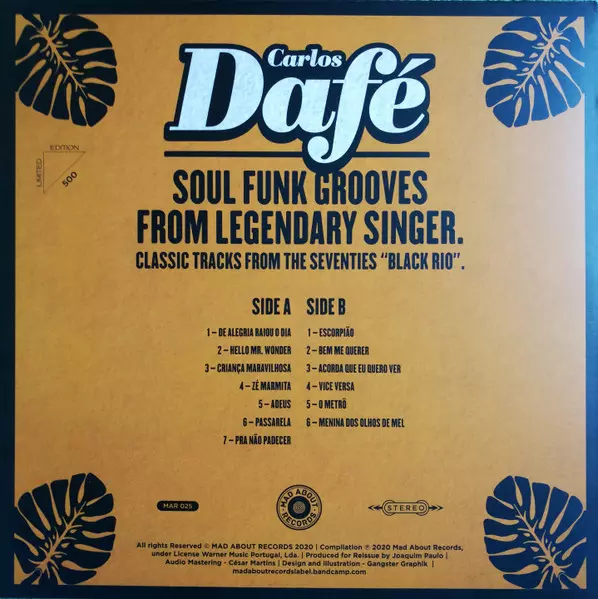 Carlos
Dafé
LIMITED
EDITION
500
SOUL FUNK GROOVES
FROM LEGENDARY SINGER.
CLASSIC TRACKS FROM THE SEVENTIES "BLACK RIO".
SIDE A
1 – DE ALEGRIA RAIOU O DIA
2 – HELLO MR. WONDER
3 – CRIANÇA MARAVILHOSA
4 – ZÉ MARMITA
5 – ADEUS
6 – PASSARELA
7 – PRA NÃO PADECER
SIDE B
1 – ESCORPIÃO
2 – BEM ME QUERER
3 – ACORDA QUE EU QUERO VER
4 – VICE VERSA
5 – O METRÔ
6 – MENINA DOS OLHOS DE MEL
MAR 025
MAD ABOUT RECORDS
STEREO
All rights Reserved © MAD ABOUT RECORDS 2020 | Compilation ℗ 2020 Mad About Records,
under License Warner Music Portugal, Lda. | Produced for Reissue by Joaquim Paulo |
Audio Mastering - César Martins | Design and Illustration - Gangster Graphik |
madaboutrecordslabel.bandcamp.com